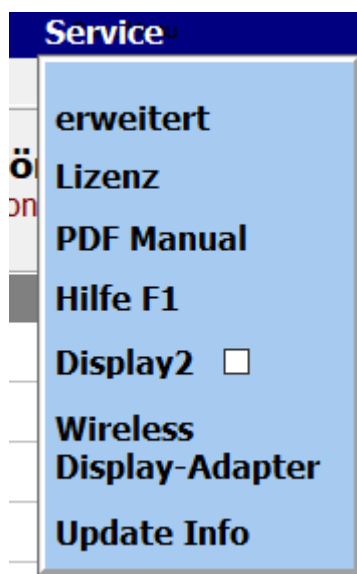 Service
erweitert
Lizenz
PDF Manual
Hilfe F1
Display2
Wireless
Display-Adapter
Update Info